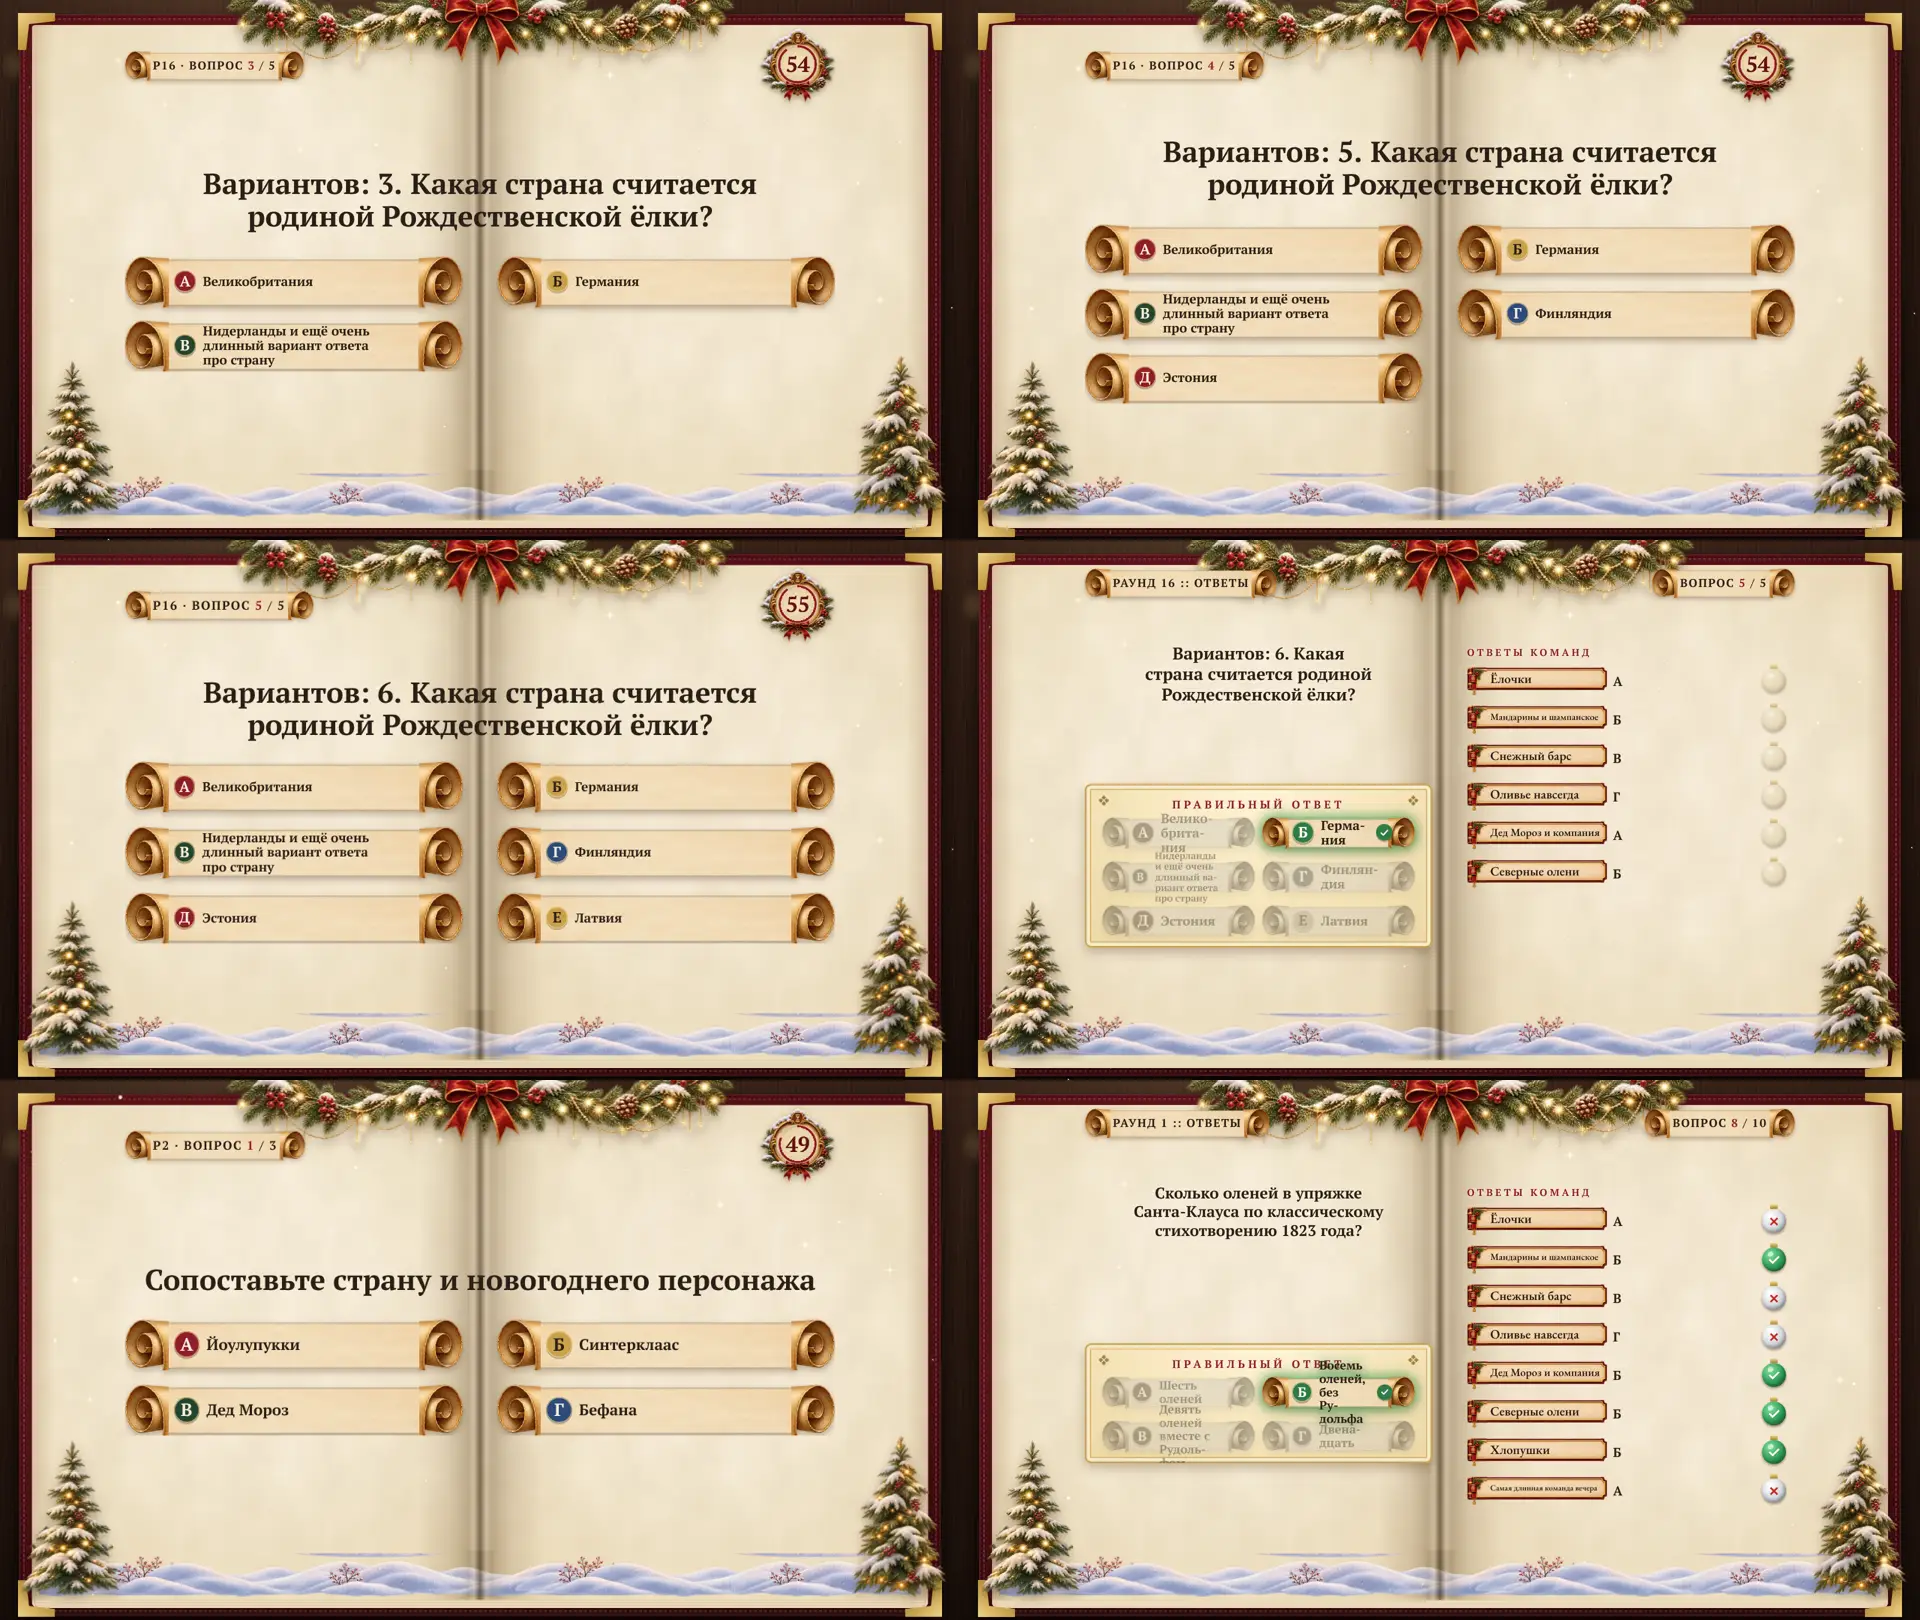 Р16 · ВОПРОС 3 / 5
54
Вариантов: 3. Какая страна считается
родиной Рождественской ёлки?
А Великобритания
Б Германия
В Нидерланды и ещё очень
длинный вариант ответа
про страну
Р16 · ВОПРОС 4 / 5
54
Вариантов: 5. Какая страна считается
родиной Рождественской ёлки?
А Великобритания
Б Германия
В Нидерланды и ещё очень
длинный вариант ответа
про страну
Г Финляндия
Д Эстония
Р16 · ВОПРОС 5 / 5
55
Вариантов: 6. Какая страна считается
родиной Рождественской ёлки?
А Великобритания
Б Германия
В Нидерланды и ещё очень
длинный вариант ответа
про страну
Г Финляндия
Д Эстония
Е Латвия
РАУНД 16 :: ОТВЕТЫ
ВОПРОС 5 / 5
Вариантов: 6. Какая
страна считается родиной
Рождественской ёлки?
ПРАВИЛЬНЫЙ ОТВЕТ
А Велико-
брита-
ния
Б Герма-
ния
В Нидерланды
и ещё очень
длинный ва-
риант ответа
про страну
Г Финлян-
дия
Д Эстония
Е Латвия
ОТВЕТЫ КОМАНД
Ёлочки А
Мандарины и шампанское Б
Снежный барс В
Оливье навсегда Г
Дед Мороз и компания А
Северные олени Б
Р2 · ВОПРОС 1 / 3
49
Сопоставьте страну и новогоднего персонажа
А Йоулупукки
Б Синтерклаас
В Дед Мороз
Г Бефана
РАУНД 1 :: ОТВЕТЫ
ВОПРОС 8 / 10
Сколько оленей в упряжке
Санта-Клауса по классическому
стихотворению 1823 года?
ПРАВИЛЬНЫЙ ОТВЕТ
А Шесть
оленей
Б Восемь
оленей,
без
Ру-
дольфа
В Девять
оленей
вместе с
Рудоль-
Г Двена-
дцать
ОТВЕТЫ КОМАНД
Ёлочки А
Мандарины и шампанское Б
Снежный барс В
Оливье навсегда Г
Дед Мороз и компания Б
Северные олени Б
Хлопушки Б
Самая длинная команда вечера А